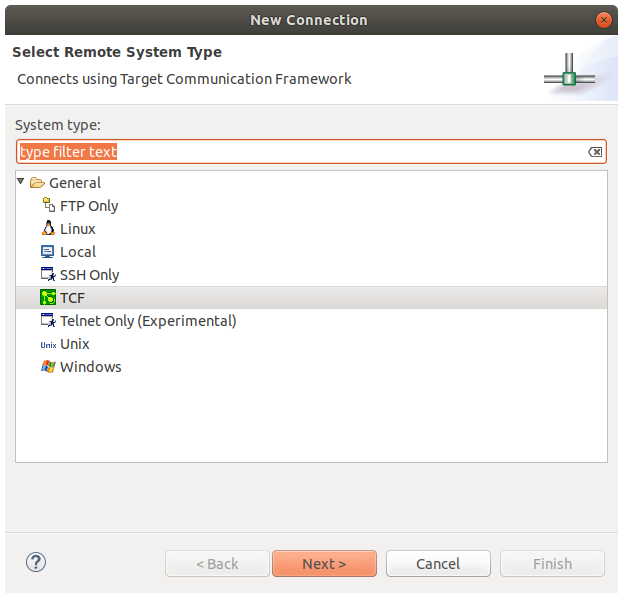 New Connection
Select Remote System Type
Connects using Target Communication Framework
System type:
type filter text
General
FTP Only
Linux
Local
SSH Only
TCF
Telnet Only (Experimental)
Unix Unix
Windows
?
< Back Next > Cancel Finish